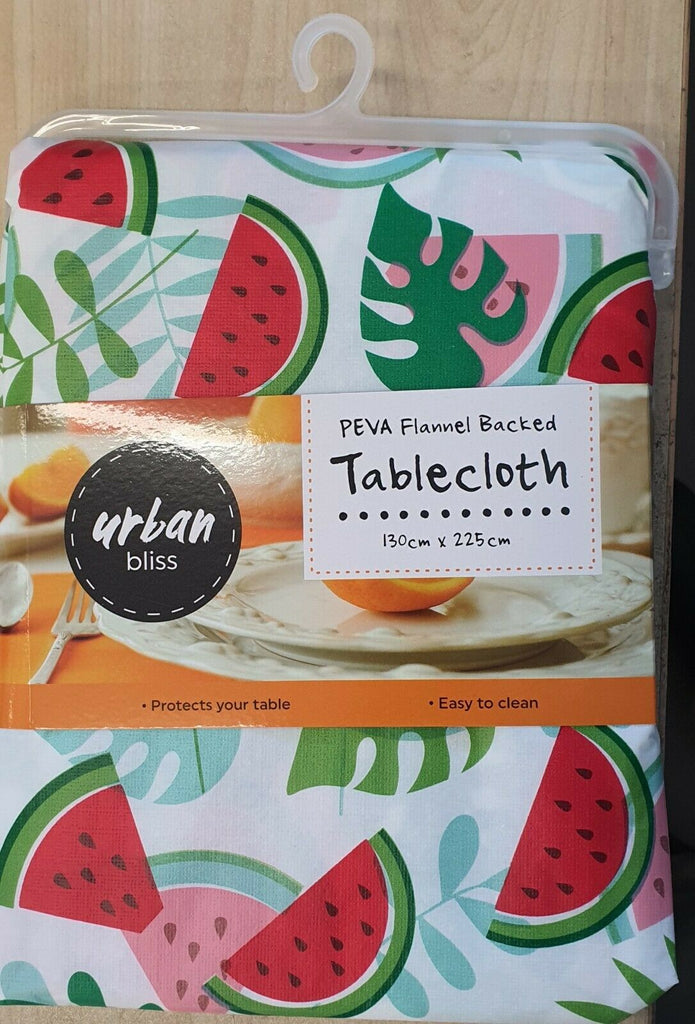 PEVA Flannel Backed
Tablecloth
130cm x 225cm
urban
bliss
• Protects your table
• Easy to clean